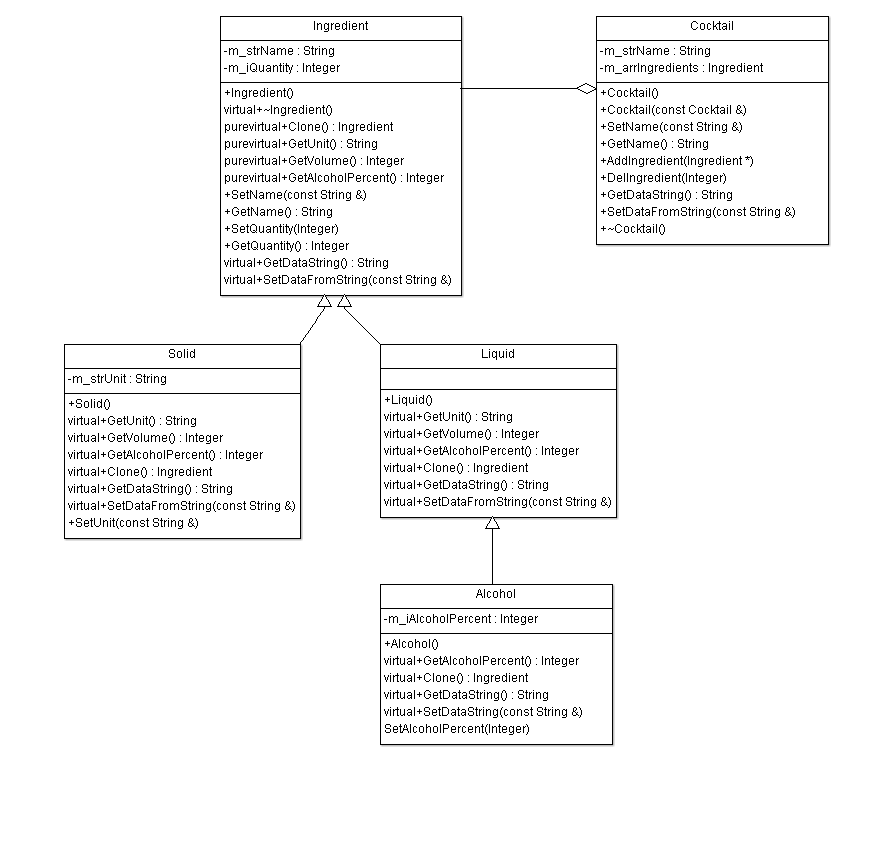 Ingredient
-m_strName : String
-m_iQuantity : Integer
+Ingredient()
virtual+~Ingredient()
purevirtual+Clone() : Ingredient
purevirtual+GetUnit() : String
purevirtual+GetVolume() : Integer
purevirtual+GetAlcoholPercent() : Integer
+SetName(const String &)
+GetName() : String
+SetQuantity(Integer)
+GetQuantity() : Integer
virtual+GetDataString() : String
virtual+SetDataFromString(const String &)
Cocktail
-m_strName : String
-m_arrIngredients : Ingredient
+Cocktail()
+Cocktail(const Cocktail &)
+SetName(const String &)
+GetName() : String
+AddIngredient(Ingredient *)
+DelIngredient(Integer)
+GetDataString() : String
+SetDataFromString(const String &)
+~Cocktail()
Solid
-m_strUnit : String
+Solid()
virtual+GetUnit() : String
virtual+GetVolume() : Integer
virtual+GetAlcoholPercent() : Integer
virtual+Clone() : Ingredient
virtual+GetDataString() : String
virtual+SetDataFromString(const String &)
+SetUnit(const String &)
Liquid
+Liquid()
virtual+GetUnit() : String
virtual+GetVolume() : Integer
virtual+GetAlcoholPercent() : Integer
virtual+Clone() : Ingredient
virtual+GetDataString() : String
virtual+SetDataFromString(const String &)
Alcohol
-m_iAlcoholPercent : Integer
+Alcohol()
virtual+GetAlcoholPercent() : Integer
virtual+Clone() : Ingredient
virtual+GetDataString() : String
virtual+SetDataString(const String &)
SetAlcoholPercent(Integer)